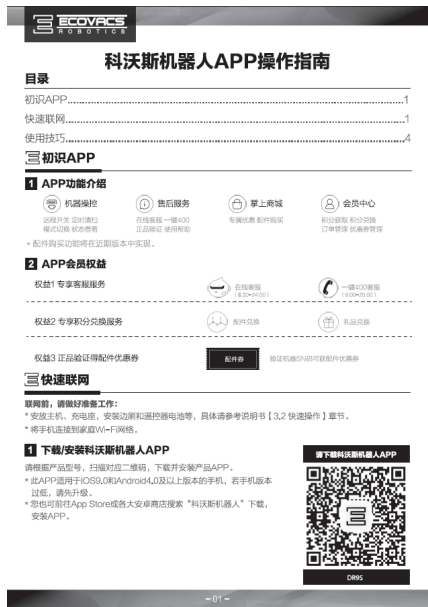 ECOVACS
ROBOTICS
科沃斯机器人APP操作指南
目录
初识APP...1
快速联网...1
使用技巧...4
初识APP
1 APP功能介绍
机器操控 售后服务 掌上商城 会员中心
远程开关 定时清扫 在线客服 一键400 专属优惠 配件购买 积分获取 积分兑换
模式切换 状态查看 正品验证 使用帮助 订单管理 优惠券管理
* 配件购买功能将在近期版本中实现。
2 APP会员权益
权益1 专享客服服务 在线客服 一键400客服
(8:30-24:00) (9:00-20:00)
权益2 专享积分兑换服务 配件兑换 礼品兑换
权益3 正品验证得配件优惠券 配件券 验证机器SN码可获配件优惠券
快速联网
联网前，请做好准备工作：
* 安放主机、充电座，安装边刷和遥控器电池等，具体请参考说明书【3.2 快速操作】章节。
* 将手机连接到家庭Wi-Fi网络。
1 下载/安装科沃斯机器人APP
请根据产品型号，扫描对应二维码，下载并安装产品APP。
* 此APP适用于IOS9.0和Android4.0及以上版本的手机，若手机版本
过低，请先升级。
* 您也可前往App Store或各大安卓商店搜索“科沃斯机器人”下载，
安装APP。
请下载科沃斯机器人APP
DR95
-01-